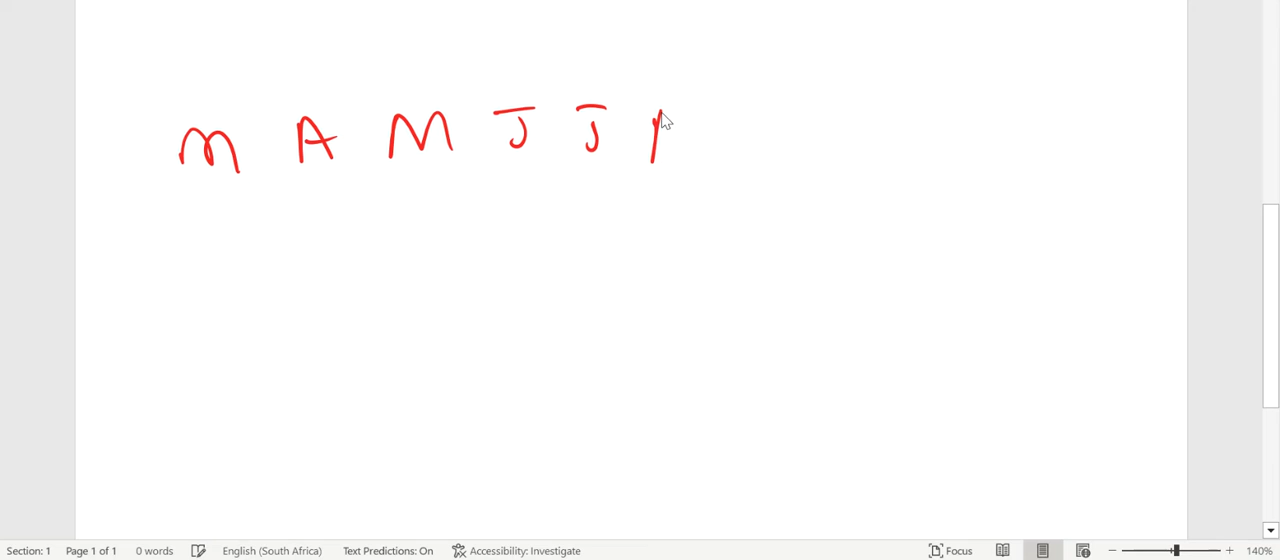 M A M J J
Section: 1 Page 1 of 1 0 words English (South Africa) Text Predictions: On Accessibility: Investigate Focus 140%